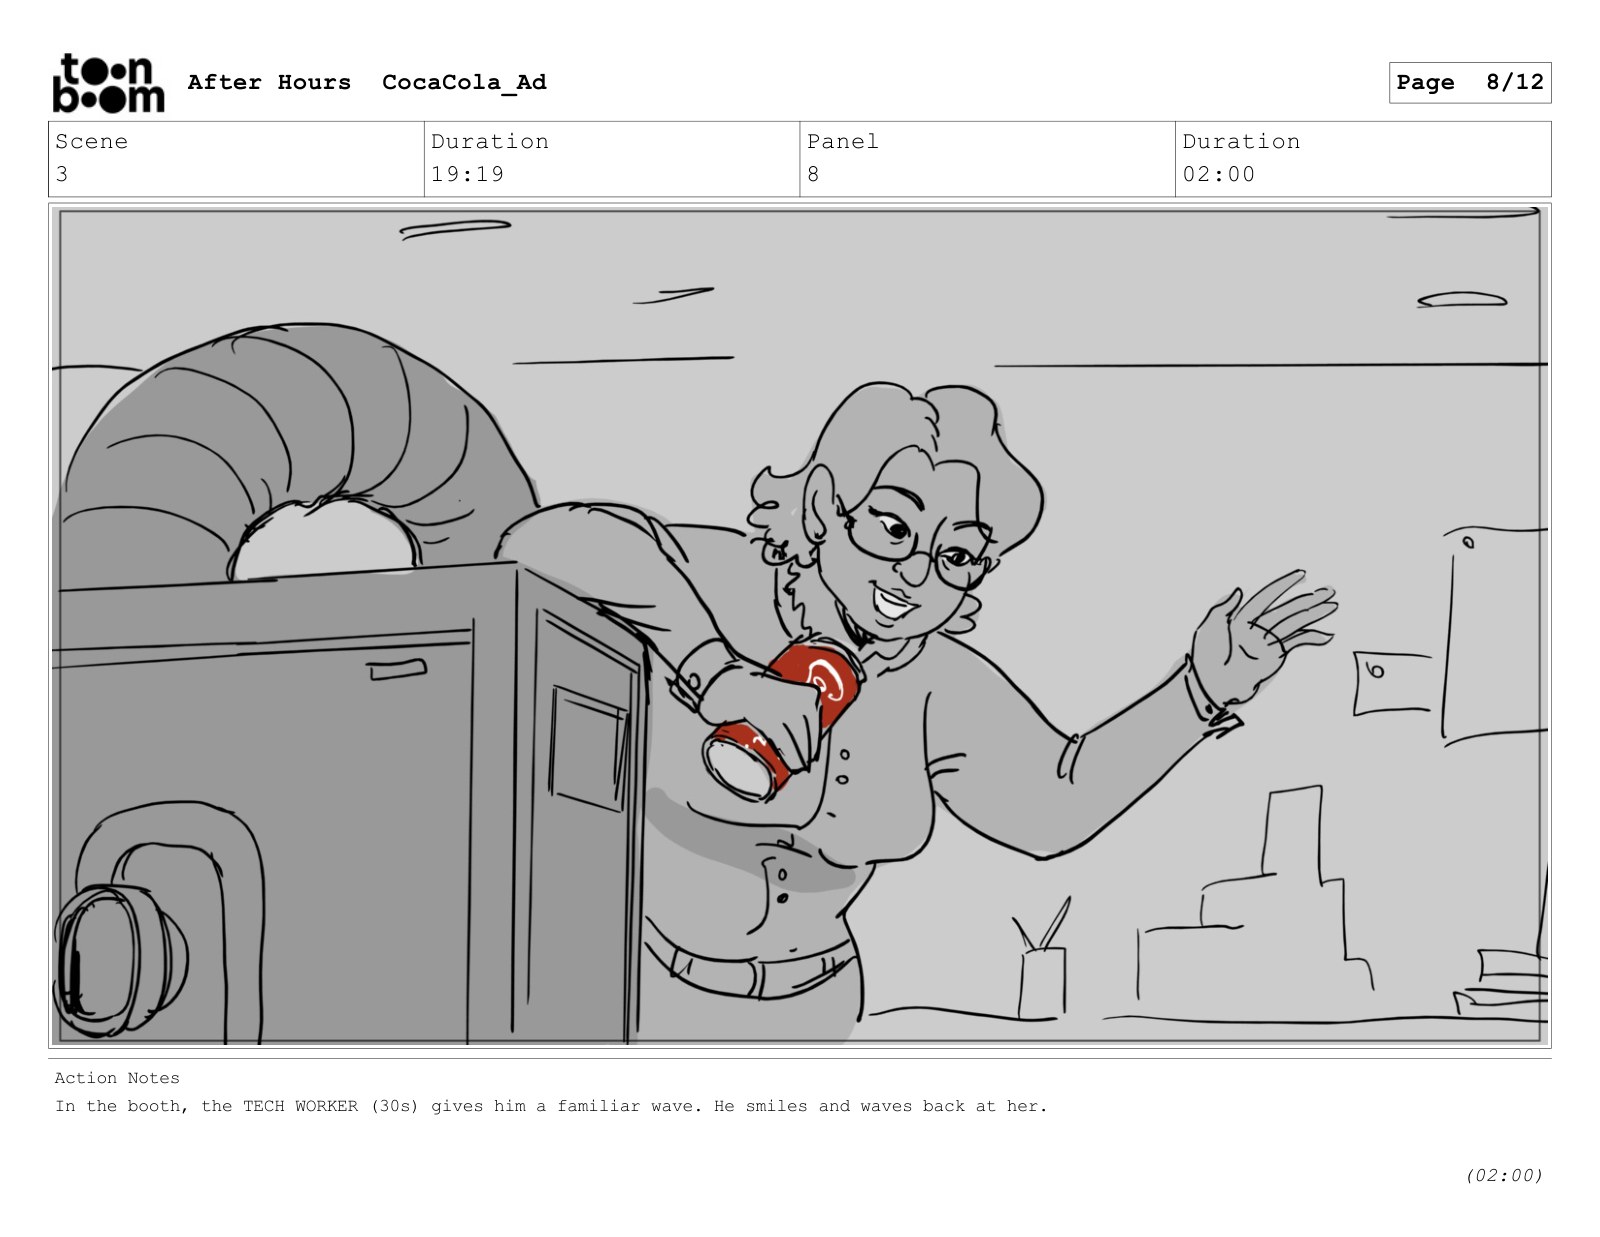 toon
boom
After Hours CocaCola_Ad
Page 8/12
Scene
3
Duration
19:19
Panel
8
Duration
02:00
Action Notes
In the booth, the TECH WORKER (30s) gives him a familiar wave. He smiles and waves back at her.
(02:00)